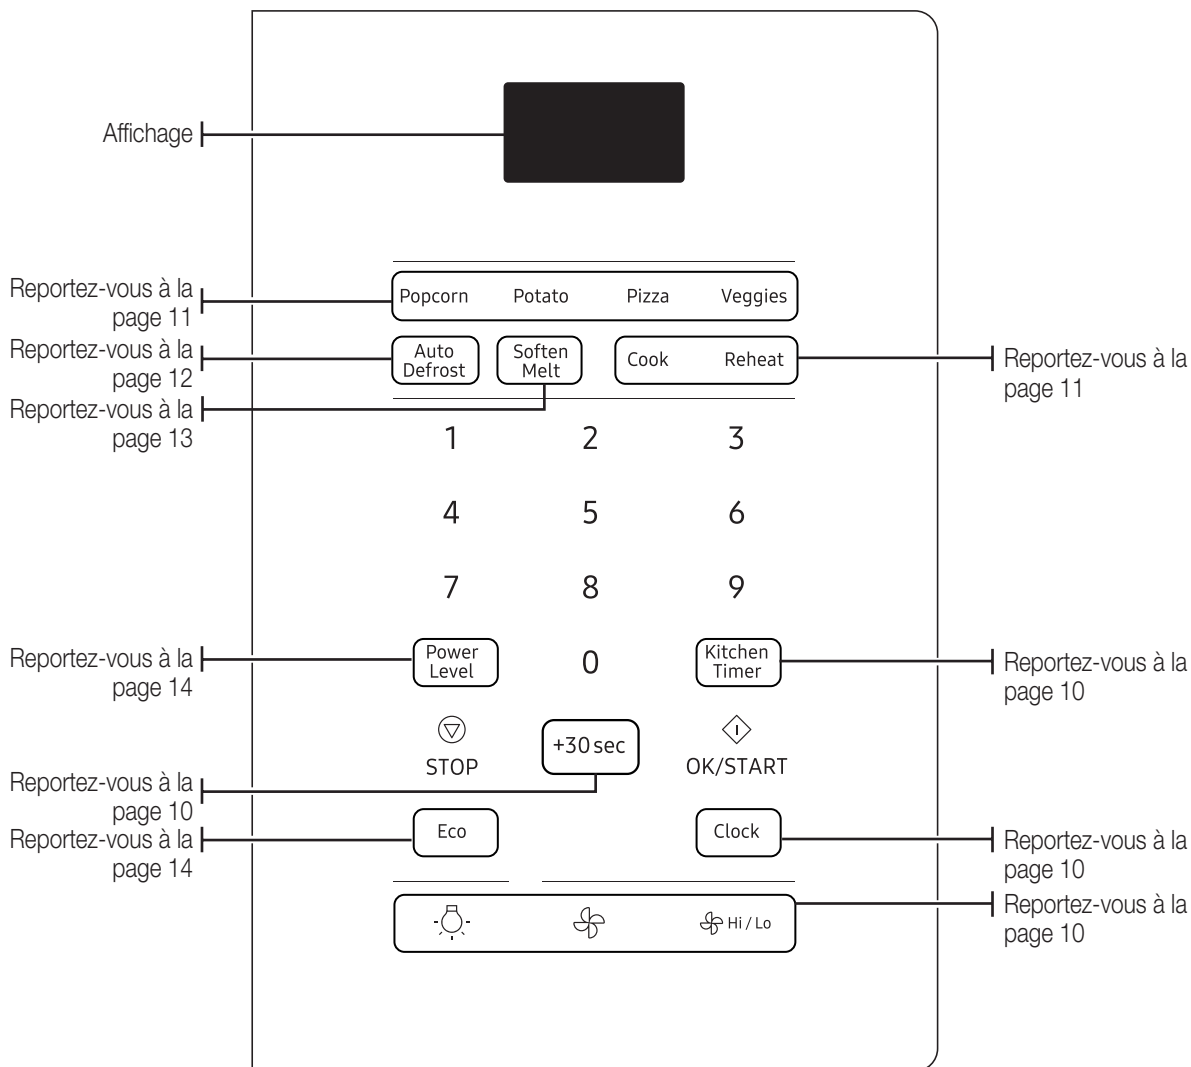 Affichage
Reportez-vous à la
page 11
Popcorn Potato Pizza Veggies
Reportez-vous à la
page 12
Auto
Defrost
Soften
Melt
Cook Reheat
Reportez-vous à la
page 11
Reportez-vous à la
page 13
1 2 3
4 5 6
7 8 9
Reportez-vous à la
page 14
Power
Level
0
Kitchen
Timer
Reportez-vous à la
page 10
STOP
+30 sec
OK/START
Reportez-vous à la
page 10
Reportez-vous à la
page 14
Eco
Clock
Reportez-vous à la
page 10
Hi / Lo
Reportez-vous à la
page 10